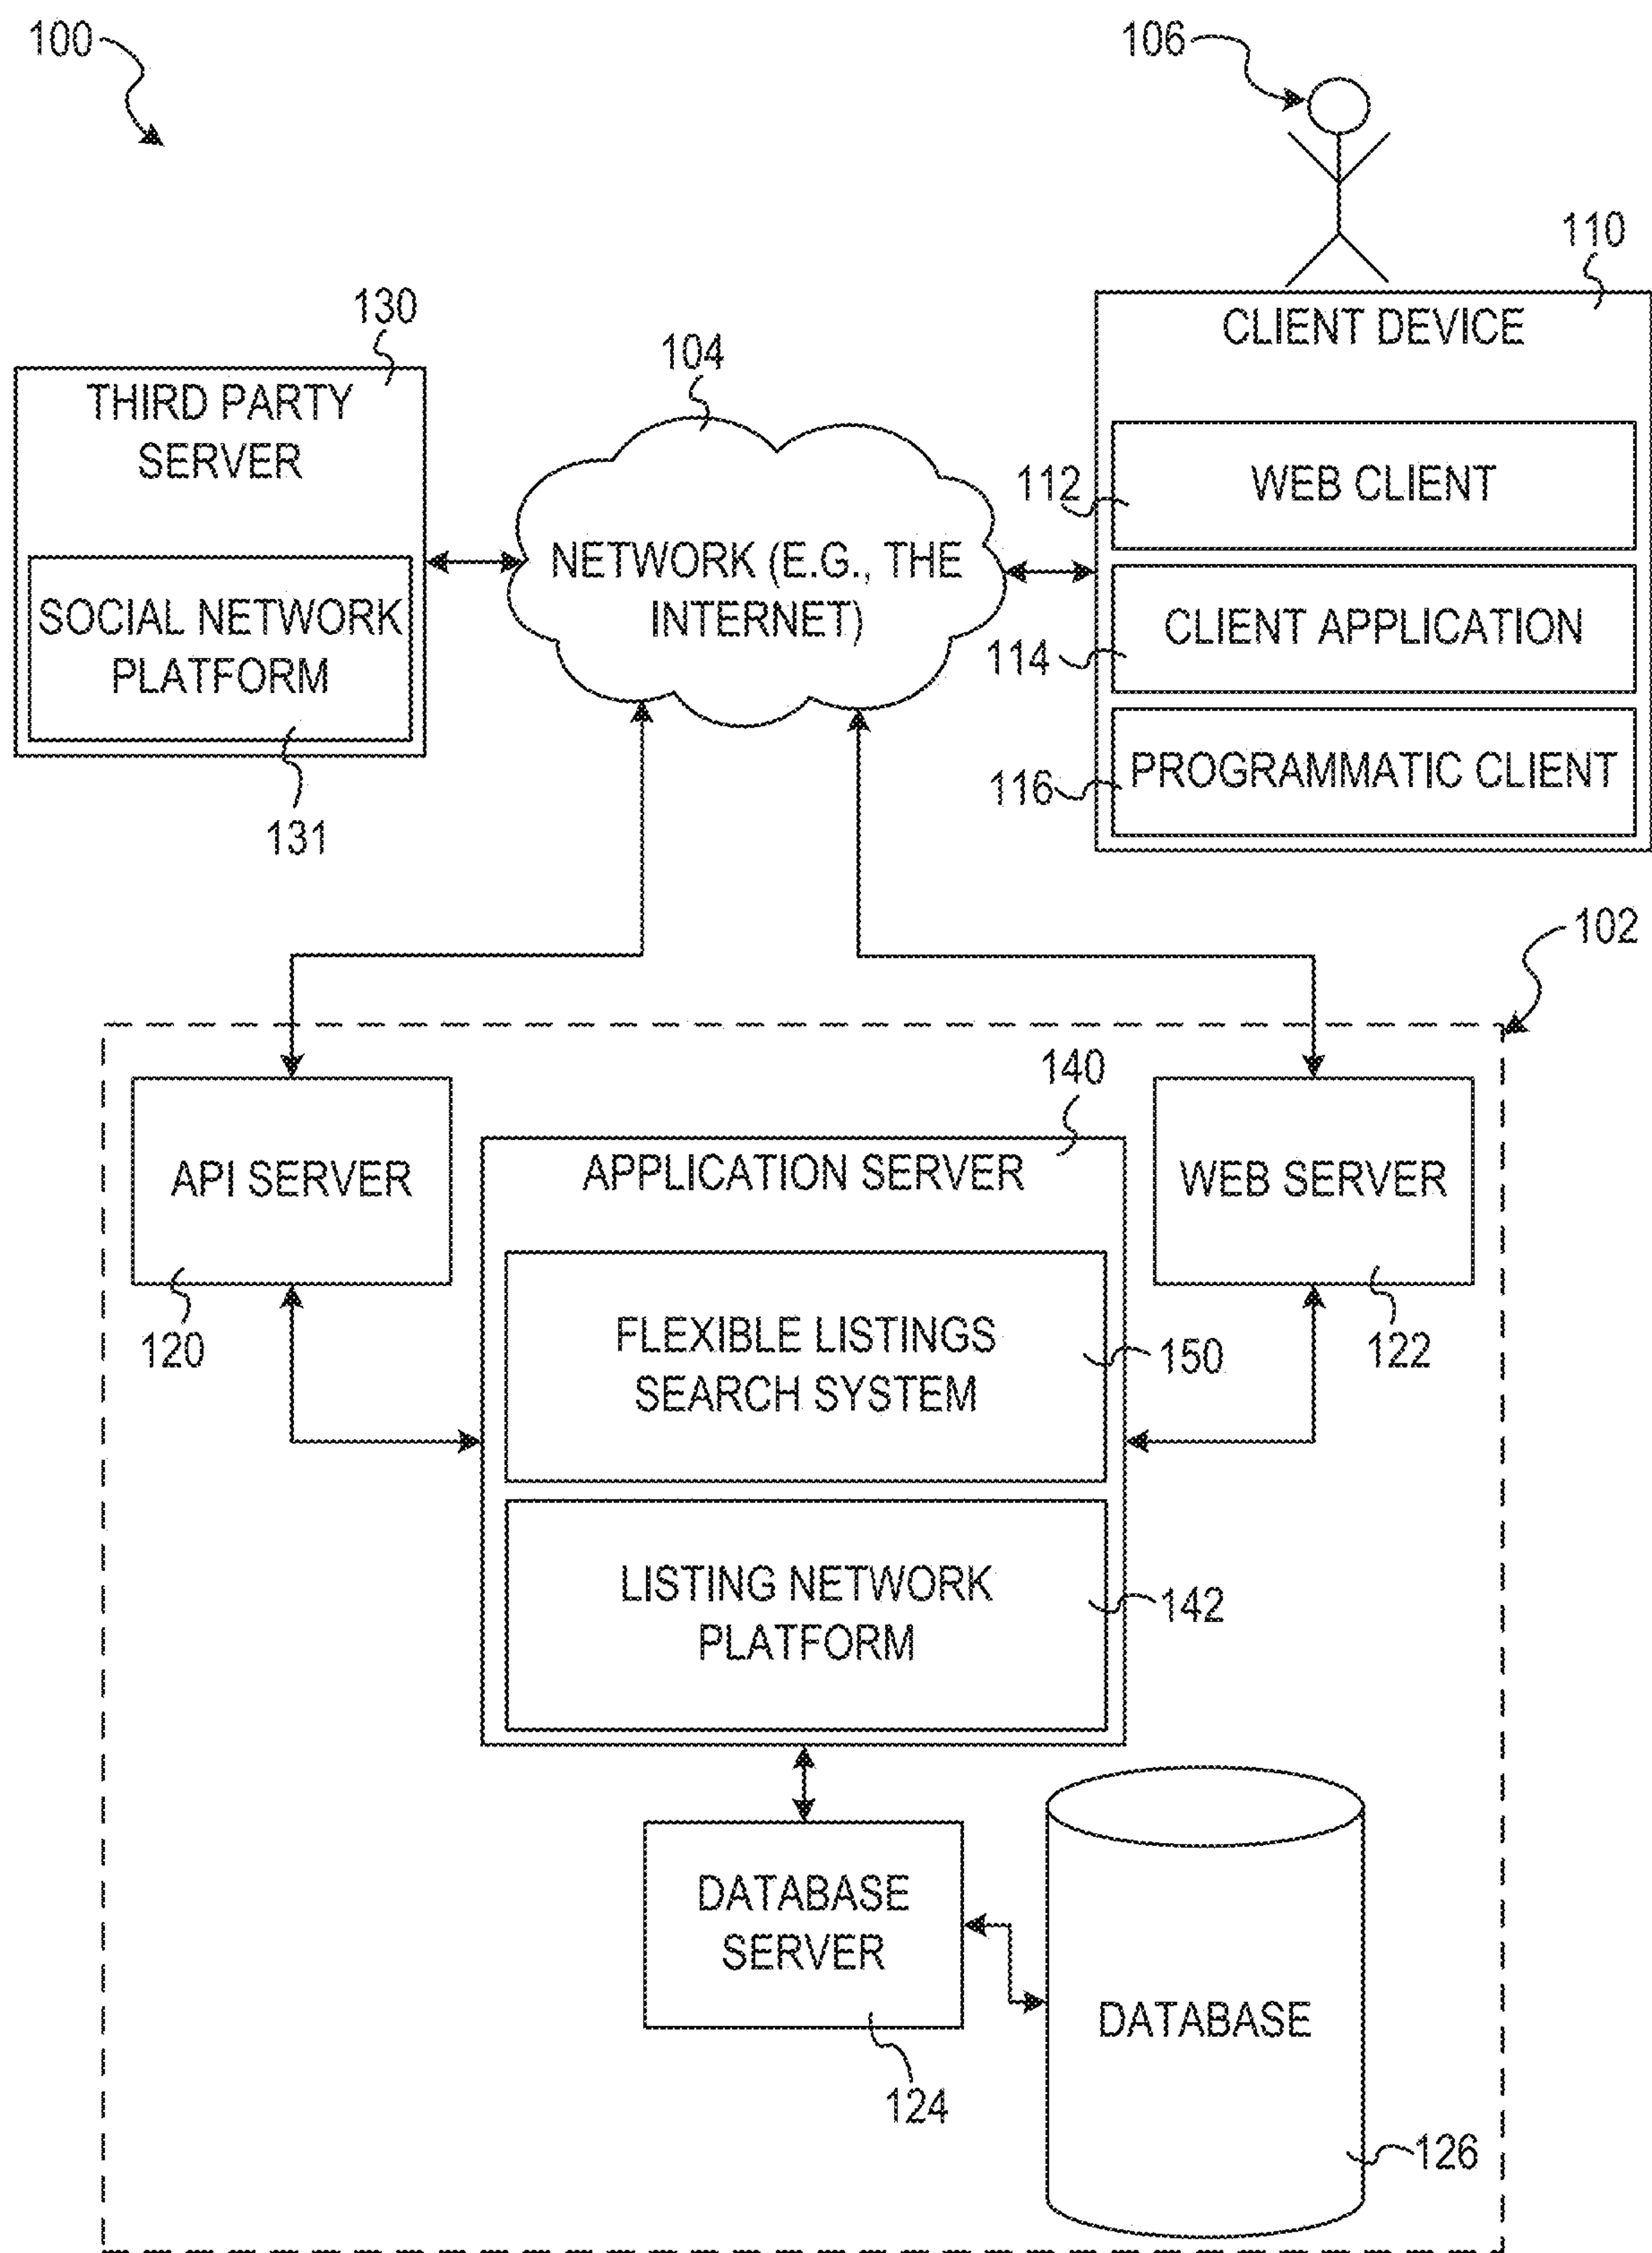 100
106
110
CLIENT DEVICE
130
THIRD PARTY
SERVER
104
112
WEB CLIENT
NETWORK (E.G., THE
INTERNET)
SOCIAL NETWORK
PLATFORM
114
CLIENT APPLICATION
116
PROGRAMMATIC CLIENT
131
102
140
API SERVER
APPLICATION SERVER
WEB SERVER
120
FLEXIBLE LISTINGS
SEARCH SYSTEM
150
122
LISTING NETWORK
PLATFORM
142
DATABASE
SERVER
DATABASE
124
126